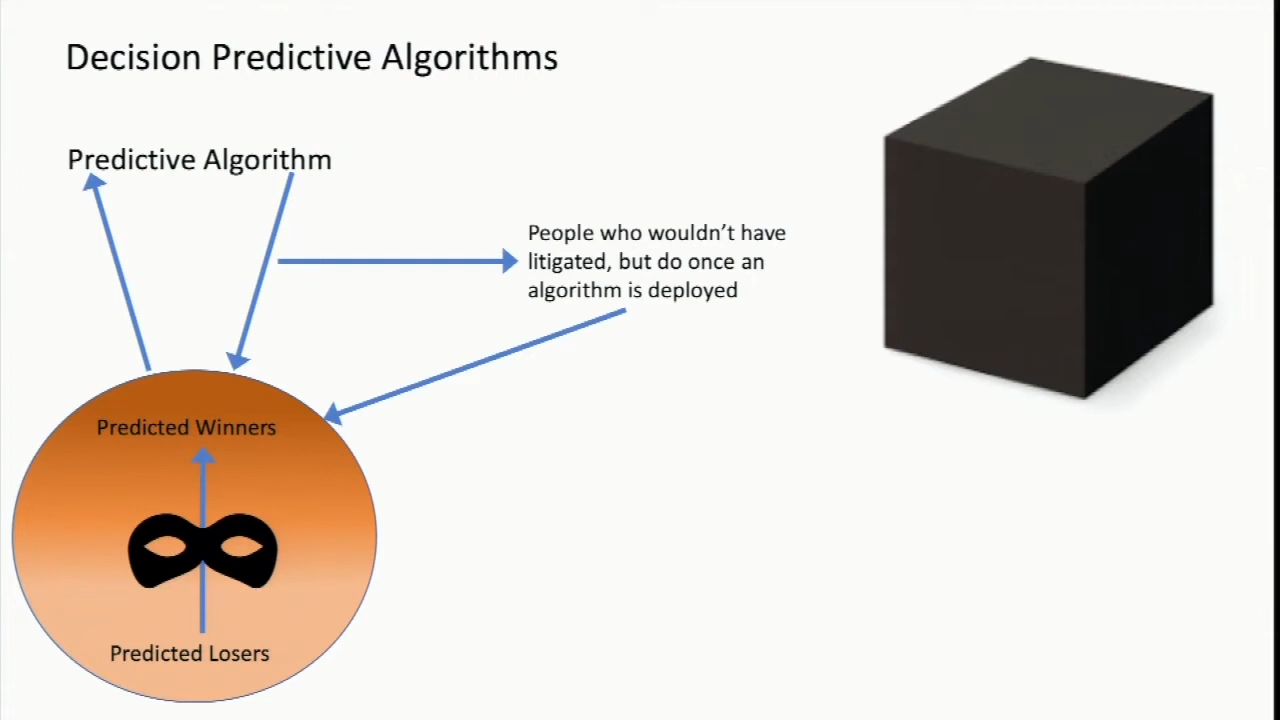 Decision Predictive Algorithms
Predictive Algorithm
People who wouldn't have
litigated, but do once an
algorithm is deployed
Predicted Winners
Predicted Losers